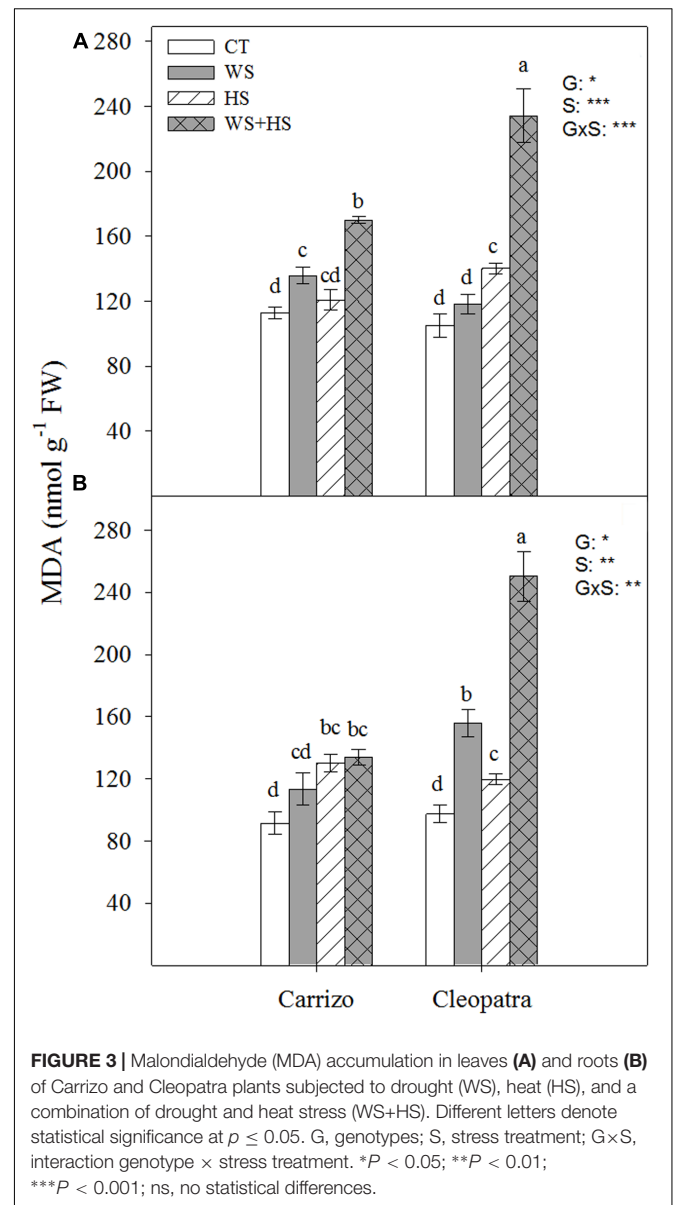 A
280
240
200
160
120
80
40
CT
WS
HS
WS+HS
d
c
cd
b
d
d
c
a
G: *
S: ***
GxS: ***
MDA (nmol g⁻¹ FW)
B
280
240
200
160
120
80
40
d
cd
bc
bc
d
b
c
a
G: *
S: **
GxS: **
Carrizo
Cleopatra
FIGURE 3 | Malondialdehyde (MDA) accumulation in leaves (A) and roots (B)
of Carrizo and Cleopatra plants subjected to drought (WS), heat (HS), and a
combination of drought and heat stress (WS+HS). Different letters denote
statistical significance at p ≤ 0.05. G, genotypes; S, stress treatment; G×S,
interaction genotype × stress treatment. *P < 0.05; **P < 0.01;
***P < 0.001; ns, no statistical differences.